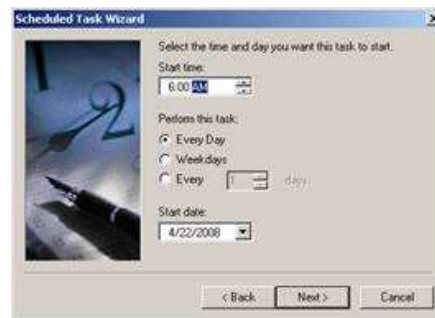 Scheduled Task Wizard
Select the time and day you want this task to start.
Start time:
6:00 AM
Perform this task:
Every Day
Weekdays
Every 1 days
Start date:
4/22/2008
< Back Next > Cancel